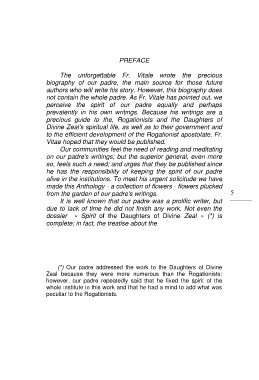 PREFACE
The unforgettable Fr. Vitale wrote the precious
biography of our padre, the main source for those future
authors who will write his story. However, this biography does
not contain the whole padre. As Fr. Vitale has pointed out, we
perceive the spirit of our padre equally and perhaps
prevalently in his own writings. Because his writings are a
precious guide to the, Rogationists and the Daughters of
Divine Zeal's spiritual life, as well as to their government and
to the efficient development of the Rogationist apostolate, Fr.
Vitale hoped that they would be published.
Our communities feel the need of reading and meditating
on our padre's writings; but the superior general, even more
so, feels such a need; and urges that they be published since
he has the responsibility of keeping the spirit of our padre
alive in the institutions. To meet his urgent solicitude we have
made this Anthology - a collection of flowers - flowers plucked
from the garden of our padre's writings.
It is well known that our padre was a prolific writer, but
due to lack of time he did not finish any work. Not even the
dossier « Spirit of the Daughters of Divine Zeal » (*) is
complete; in fact, the treatise about the
5
(*) Our padre addressed the work to the Daughters of Divine
Zeal because they were more numerous than the Rogationists;
however, our padre repeatedly said that he fixed the spirit of the
whole institute in this work and that he had a mind to add what was
peculiar to the Rogationists.